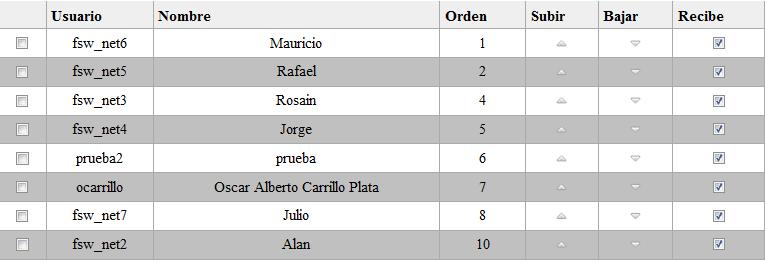 Usuario Nombre Orden Subir Bajar Recibe
fsw_net6 Mauricio 1
fsw_net5 Rafael 2
fsw_net3 Rosain 4
fsw_net4 Jorge 5
prueba2 prueba 6
ocarrillo Oscar Alberto Carrillo Plata 7
fsw_net7 Julio 8
fsw_net2 Alan 10